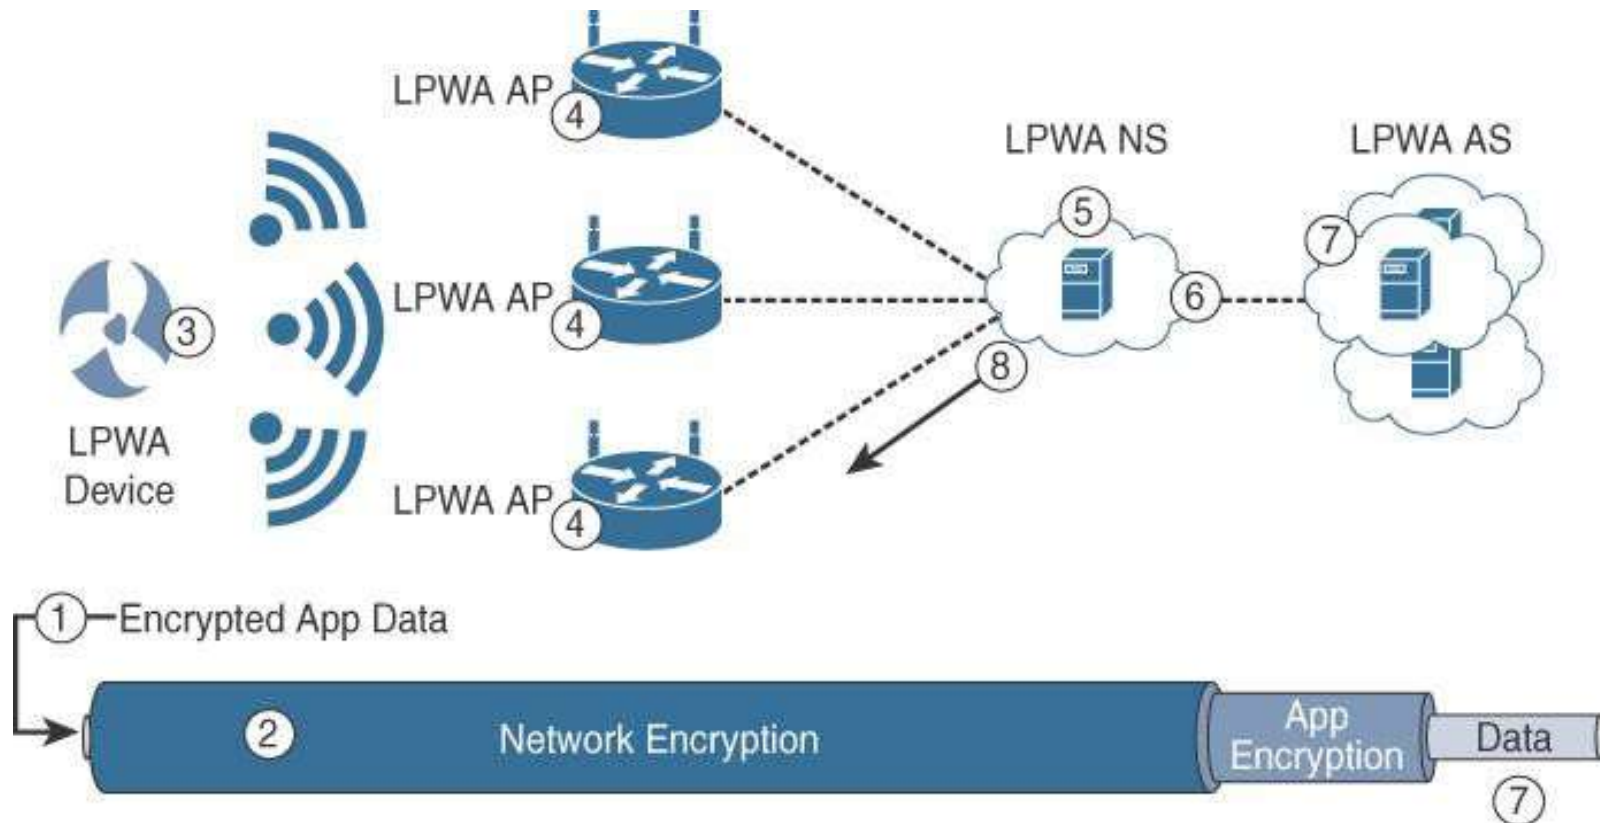 LPWA AP
4
LPWA NS
LPWA AS
5
7
LPWA AP
4
6
3
8
LPWA
Device
LPWA AP
4
1 Encrypted App Data
2 Network Encryption
App
Encryption
Data
7